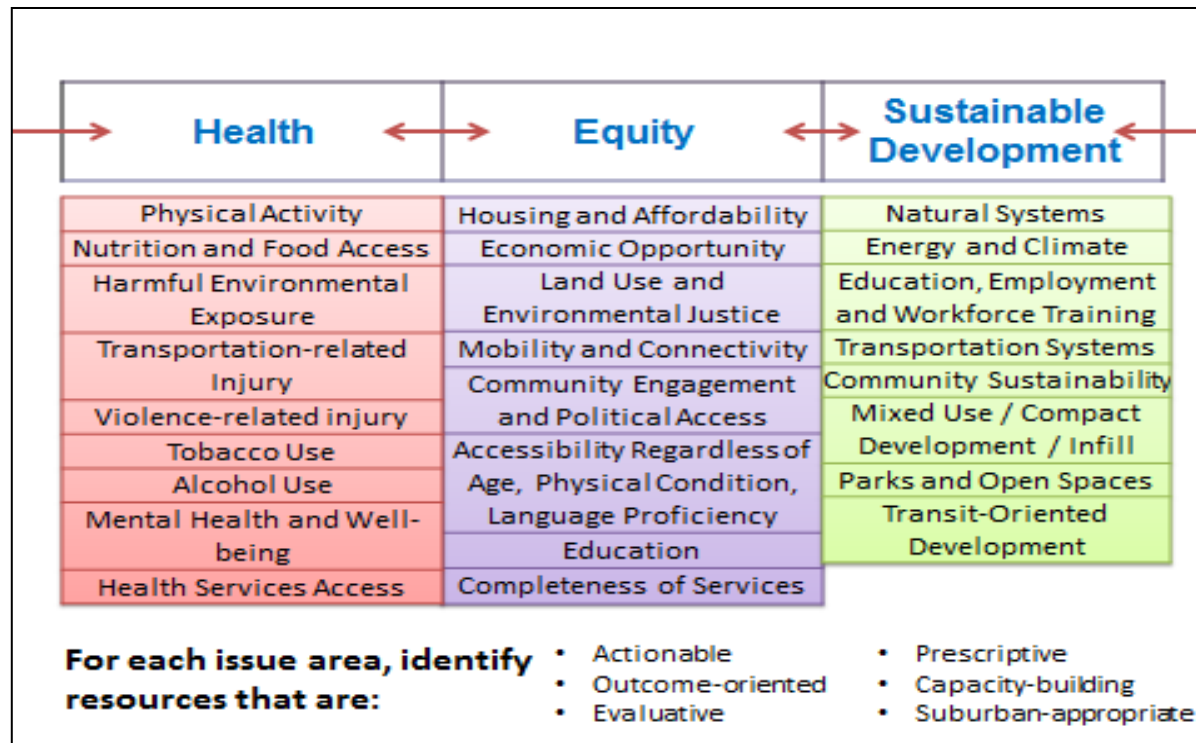 Health
Equity
Sustainable
Development
Physical Activity
Nutrition and Food Access
Harmful Environmental
Exposure
Transportation-related
Injury
Violence-related injury
Tobacco Use
Alcohol Use
Mental Health and Well-
being
Health Services Access
Housing and Affordability
Economic Opportunity
Land Use and
Environmental Justice
Mobility and Connectivity
Community Engagement
and Political Access
Accessibility Regardless of
Age, Physical Condition,
Language Proficiency
Education
Completeness of Services
Natural Systems
Energy and Climate
Education, Employment
and Workforce Training
Transportation Systems
Community Sustainability
Mixed Use / Compact
Development / Infill
Parks and Open Spaces
Transit-Oriented
Development
For each issue area, identify
resources that are:
• Actionable
• Outcome-oriented
• Evaluative
• Prescriptive
• Capacity-building
• Suburban-appropriate